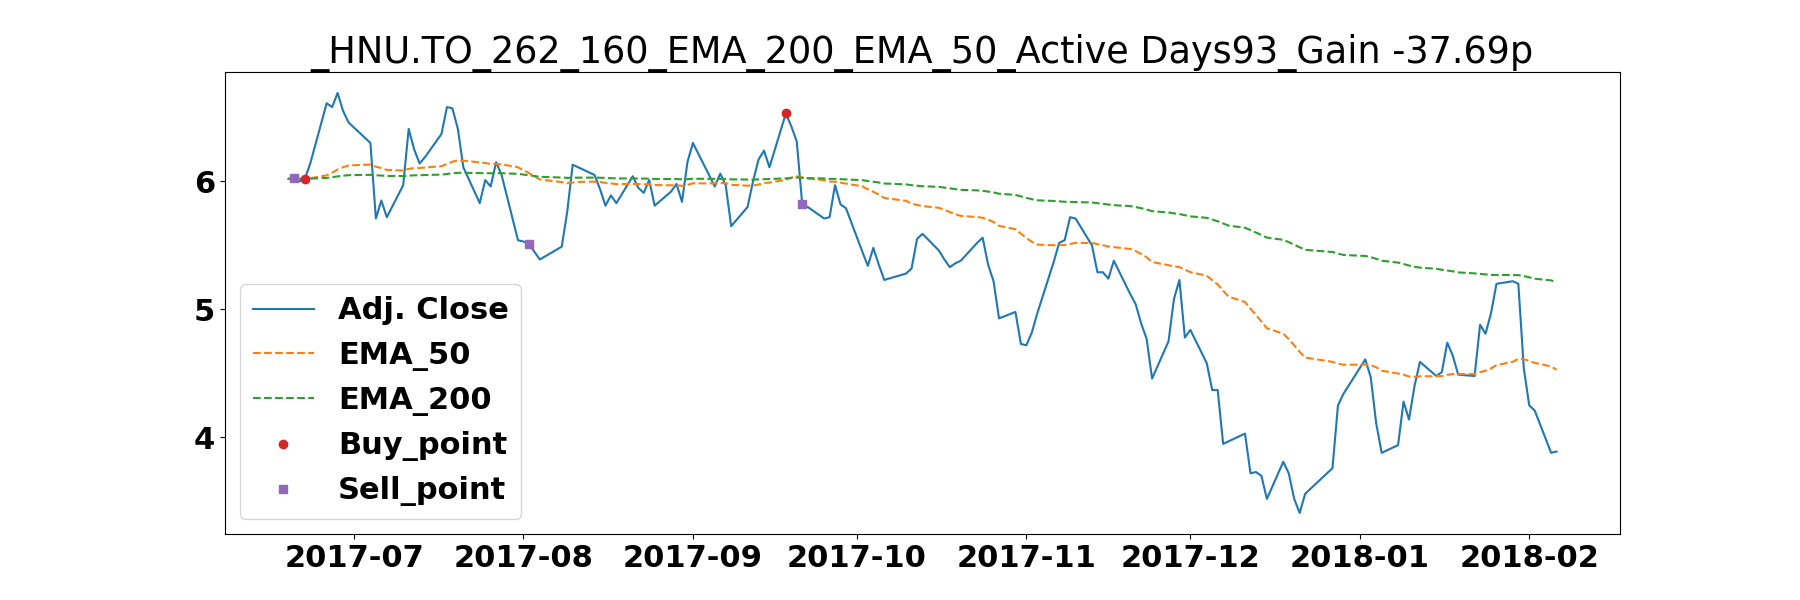 _HNU.TO_262_160_EMA_200_EMA_50_Active Days93_Gain -37.69p
6
5
4
Adj. Close
EMA_50
EMA_200
Buy_point
Sell_point
2017-07 2017-08 2017-09 2017-10 2017-11 2017-12 2018-01 2018-02